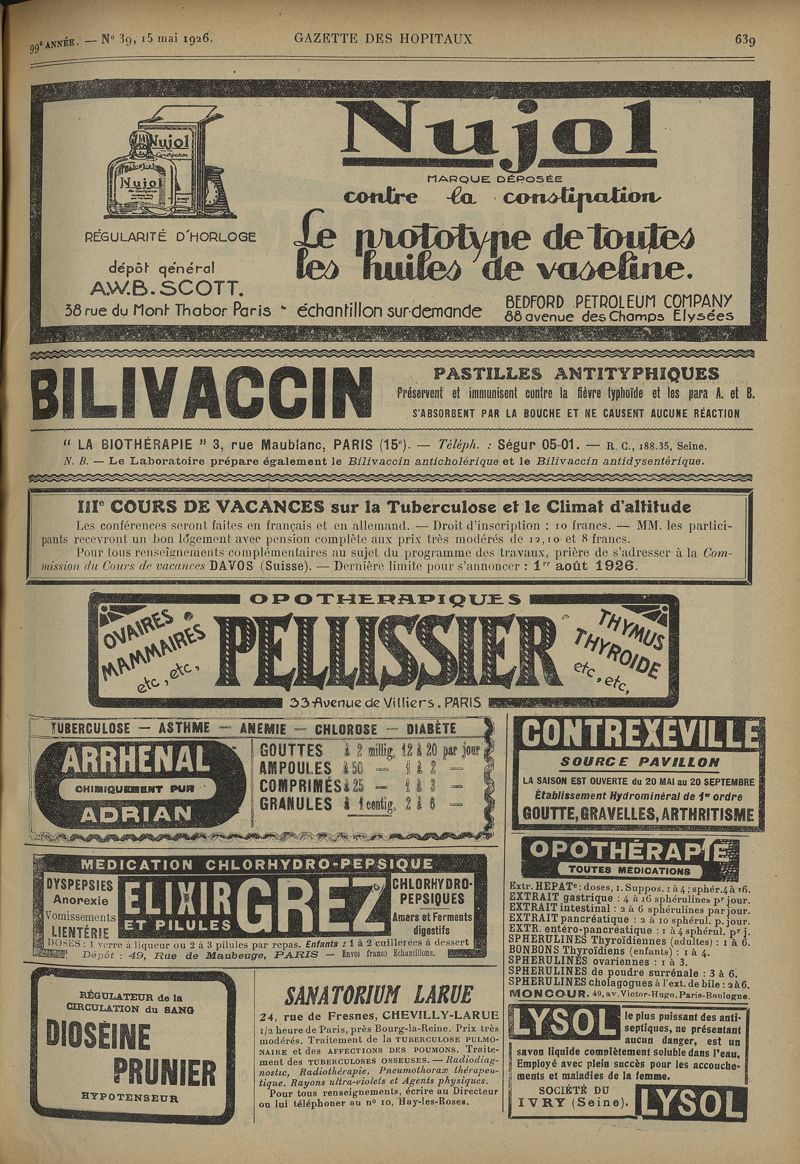 99e ANNÉE. — No 39, 15 mai 1926.
GAZETTE DES HOPITAUX
639
Nujol
Nujol
Nujol
MARQUE DÉPOSÉE
contre la constipation
RÉGULARITÉ D'HORLOGE
Le prototype de toutes
les huiles de vaseline.
dépôt général
A.W.B. SCOTT.
38 rue du Mont Thabor Paris - échantillon sur demande
BEDFORD PETROLEUM COMPANY
88 avenue des Champs Elysées
BILIVACCIN
PASTILLES ANTITYPHIQUES
Préservent et immunisent contre la fièvre typhoïde et les para A. et B.
S'ABSORBENT PAR LA BOUCHE ET NE CAUSENT AUCUNE RÉACTION
" LA BIOTHÉRAPIE " 3, rue Maublanc, PARIS (15e). — Téléph. : Ségur 05-01. — R. C., 188.35, Seine.
N. B. — Le Laboratoire prépare également le Bilivaccin anticholérique et le Bilivaccin antidysentérique.
IIIe COURS DE VACANCES sur la Tuberculose et le Climat d'altitude
Les conférences seront faites en français et en allemand. — Droit d'inscription : 10 francs. — MM. les partici-
pants recevront un bon logement avec pension complète aux prix très modérés de 12, 10 et 8 francs.
Pour tous renseignements complémentaires au sujet du programme des travaux, prière de s'adresser à la Com-
mission du Cours de vacances DAVOS (Suisse). — Dernière limite pour s'annoncer : 1er août 1926.
OPOTHERAPIQUES
OVAIRES
MAMMAIRES
etc, etc,
PELLISSIER
THYMUS
THYROIDE
etc, etc,
33 Avenue de Villiers. PARIS
TUBERCULOSE — ASTHME — ANEMIE — CHLOROSE — DIABÈTE
ARRHENAL
CHIMIQUEMENT PUR
ADRIAN
GOUTTES à 2 millig. 12 à 20 par jour
AMPOULES à 50 — 1 à 2 —
COMPRIMÉS à 25 — 1 à 3 —
GRANULES à 1 centig. 2 à 6 —
CONTREXÉVILLE
SOURCE PAVILLON
LA SAISON EST OUVERTE du 20 MAI au 20 SEPTEMBRE
Établissement Hydrominéral de 1er ordre
GOUTTE, GRAVELLES, ARTHRITISME
MEDICATION CHLORHYDRO-PEPSIQUE
DYSPEPSIES
Anorexie
Vomissements
LIENTÉRIE
ELIXIR
ET PILULES
GREZ
CHLORHYDRO-
PEPSIQUES
Amers et Ferments
digestifs
DOSES : 1 verre à liqueur ou 2 à 3 pilules par repas. Enfants : 1 à 2 cuillerées à dessert
Dépôt : 49, Rue de Maubeuge, PARIS — Envoi franco Échantillons.
OPOTHÉRAPIE
TOUTES MÉDICATIONS
Extr. HEPATe : doses, 1. Suppos. 1 à 4 ; sphér. 4 à 16.
EXTRAIT gastrique : 4 à 16 sphérulines pr jour.
EXTRAIT intestinal : 2 à 6 sphérulines par jour.
EXTRAIT pancréatique : 2 à 10 sphérul. p. jour.
EXTR. entéro-pancréatique : 1 à 4 sphérul. pr j.
SPHERULINES Thyroïdiennes (adultes) : 1 à 6.
BONBONS Thyroïdiens (enfants) : 1 à 4.
SPHERULINES ovariennes : 1 à 3.
SPHERULINES de poudre surrénale : 3 à 6.
SPHERULINES cholagogues à l'ext. de bile : 2 à 6.
MONCOUR. 49, av. Victor-Hugo. Paris-Boulogne.
RÉGULATEUR de la
CIRCULATION du SANG
DIOSÉINE
PRUNIER
HYPOTENSEUR
SANATORIUM LARUE
24, rue de Fresnes, CHEVILLY-LARUE
1/2 heure de Paris, près Bourg-la-Reine. Prix très
modérés. Traitement de la TUBERCULOSE PULMO-
NAIRE et des AFFECTIONS DES POUMONS. Traite-
ment des TUBERCULOSES OSSEUSES. — Radiodiag-
nostic, Radiothérapie, Pneumothorax thérapeu-
tique. Rayons ultra-violets et Agents physiques.
Pour tous renseignements, écrire au Directeur
ou lui téléphoner au no 10, Hay-les-Roses.
LYSOL
le plus puissant des anti-
septiques, ne présentant
aucun danger, est un
savon liquide complètement soluble dans l'eau.
Employé avec plein succès pour les accouche-
ments et maladies de la femme.
SOCIÉTÉ DU
IVRY (Seine).
LYSOL